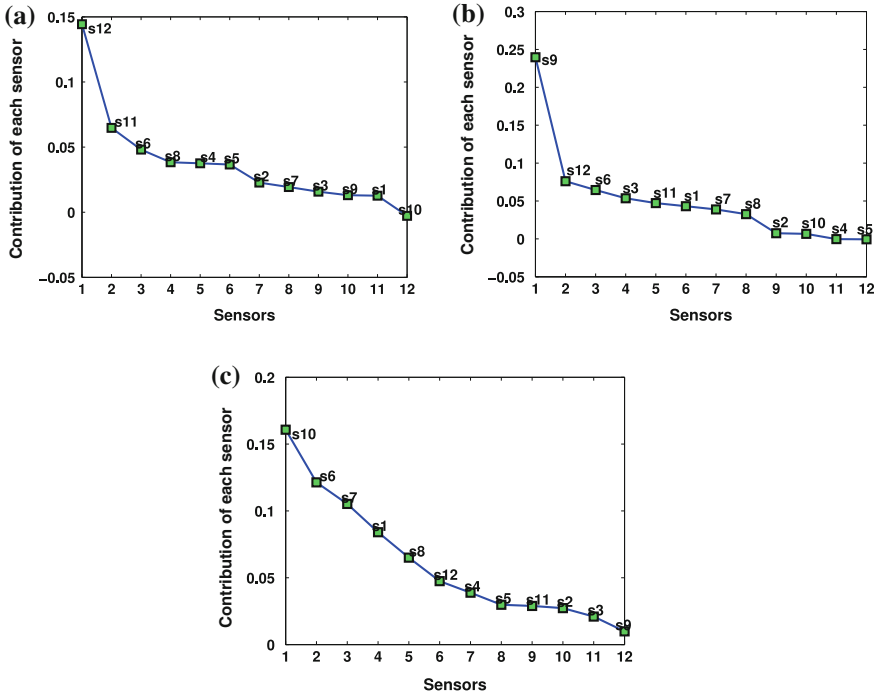 (a)
0.15
0.1
0.05
0
−0.05
Contribution of each sensor
s12
s11
s6
s8
s4
s5
s2
s7
s3
s9
s1
s10
1 2 3 4 5 6 7 8 9 10 11 12
Sensors
(b)
0.3
0.25
0.2
0.15
0.1
0.05
0
−0.05
Contribution of each sensor
s9
s12
s6
s3
s11
s1
s7
s8
s2
s10
s4
s5
1 2 3 4 5 6 7 8 9 10 11 12
Sensors
(c)
0.2
0.15
0.1
0.05
0
Contribution of each sensor
s10
s6
s7
s1
s8
s12
s4
s5
s11
s2
s3
s9
1 2 3 4 5 6 7 8 9 10 11 12
Sensors